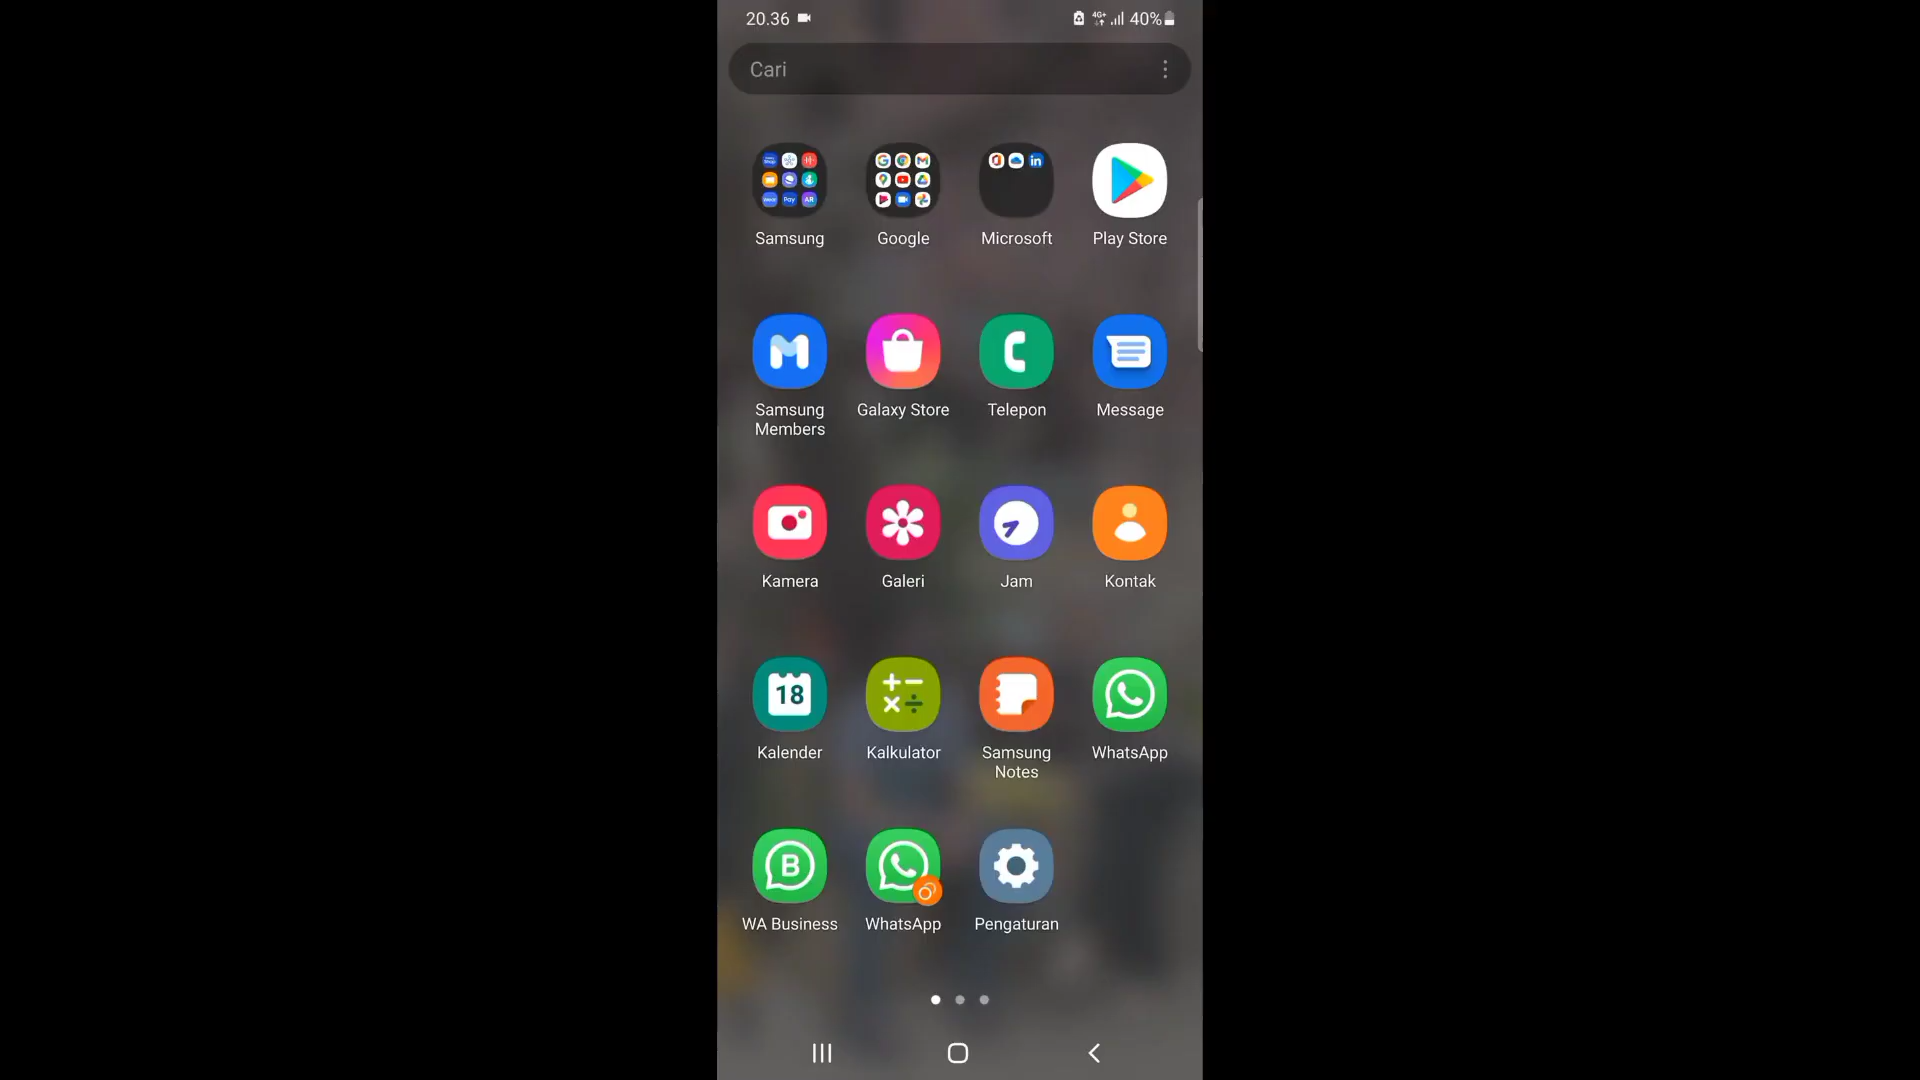 20.36
4G+ 40%
Cari
Samsung
Google
Microsoft
Play Store
Samsung Members
Galaxy Store
Telepon
Message
Kamera
Galeri
Jam
Kontak
18
Kalender
Kalkulator
Samsung Notes
WhatsApp
B
WA Business
WhatsApp
Pengaturan